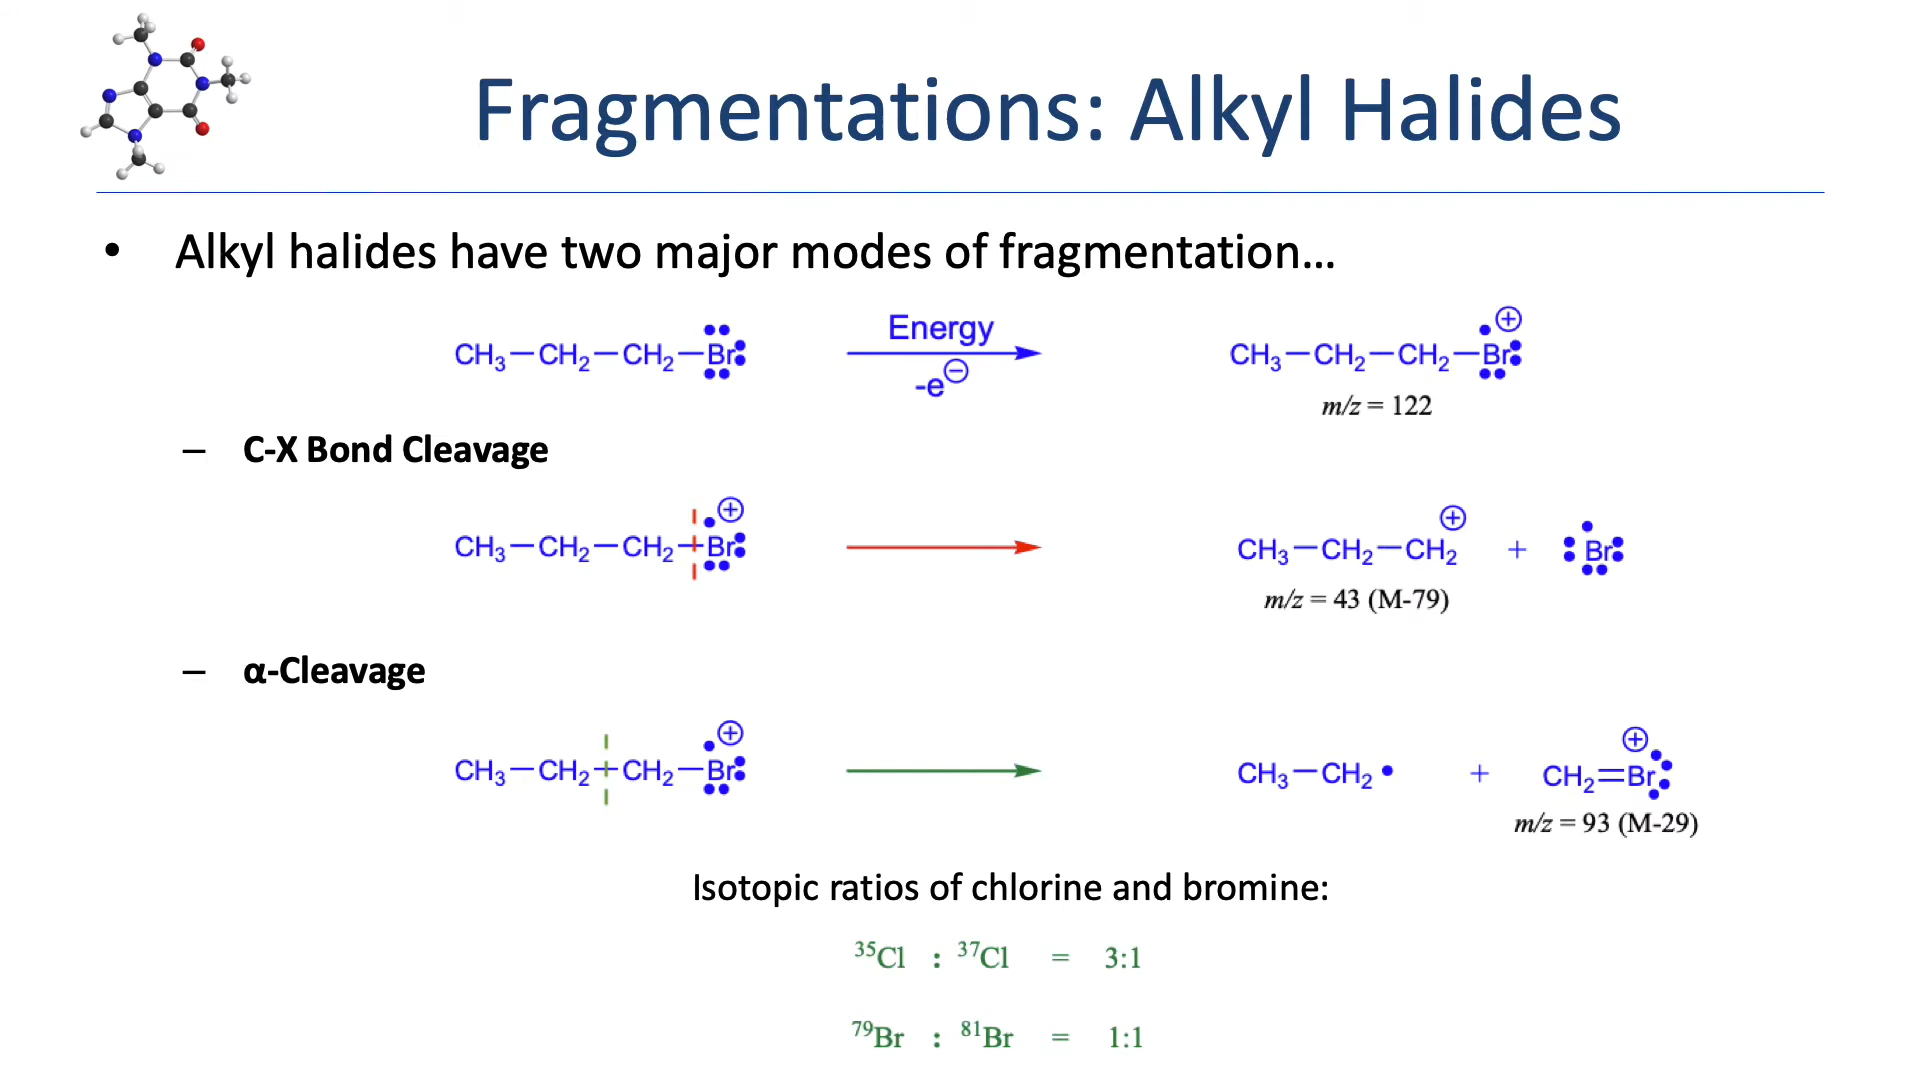 Fragmentations: Alkyl Halides
• Alkyl halides have two major modes of fragmentation...
CH₃—CH₂—CH₂—Br Energy -e⊖ CH₃—CH₂—CH₂—Br ⊕
m/z = 122
– C-X Bond Cleavage
CH₃—CH₂—CH₂—Br ⊕ CH₃—CH₂—CH₂ ⊕ + Br
m/z = 43 (M-79)
– α-Cleavage
CH₃—CH₂—CH₂—Br ⊕ CH₃—CH₂• + CH₂=Br ⊕
m/z = 93 (M-29)
Isotopic ratios of chlorine and bromine:
³⁵Cl : ³⁷Cl = 3:1
⁷⁹Br : ⁸¹Br = 1:1